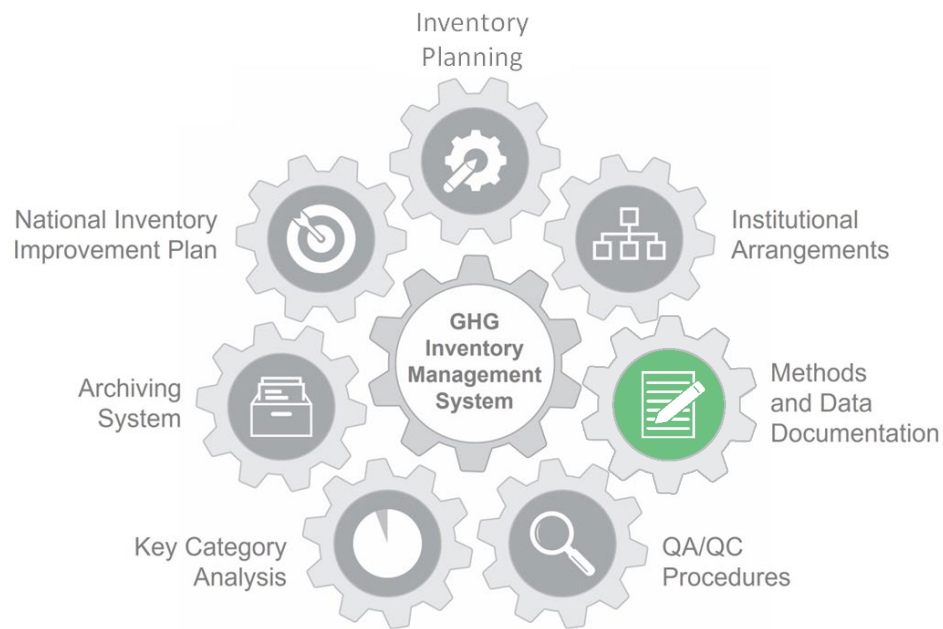 Inventory
Planning
National Inventory
Improvement Plan
Institutional
Arrangements
GHG
Inventory
Management
System
Methods
and Data
Documentation
Archiving
System
Key Category
Analysis
QA/QC
Procedures